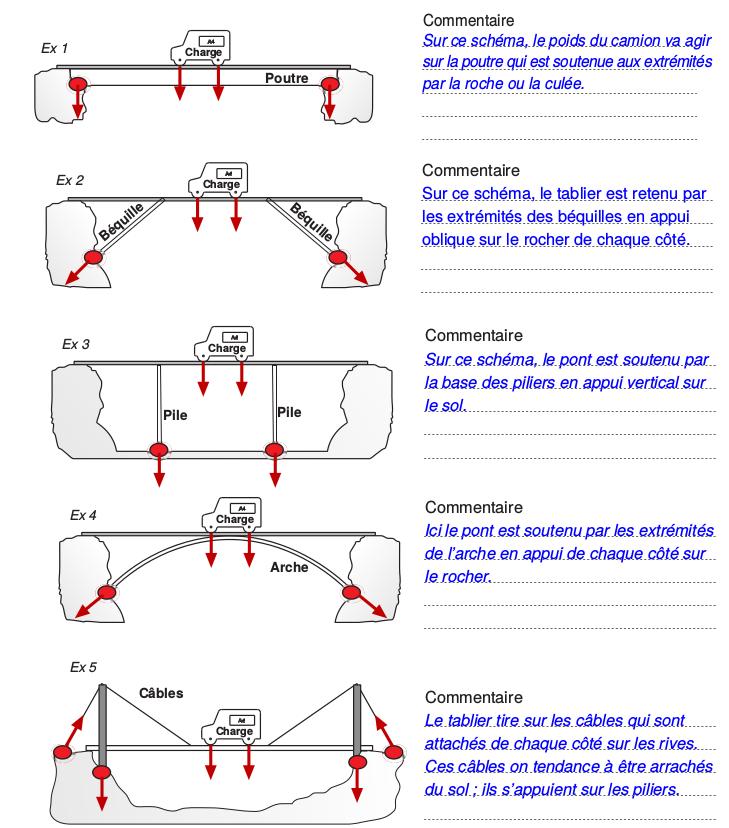 Ex 1
Charge
Poutre
Commentaire
Sur ce schéma, le poids du camion va agir
sur la poutre qui est soutenue aux extrémités
par la roche ou la culée.
Ex 2
Charge
Béquille
Béquille
Commentaire
Sur ce schéma, le tablier est retenu par
les extrémités des béquilles en appui
oblique sur le rocher de chaque côté.
Ex 3
Charge
Pile
Pile
Commentaire
Sur ce schéma, le pont est soutenu par
la base des piliers en appui vertical sur
le sol.
Ex 4
Charge
Arche
Commentaire
Ici le pont est soutenu par les extrémités
de l'arche en appui de chaque côté sur
le rocher.
Ex 5
Câbles
Charge
Commentaire
Le tablier tire sur les câbles qui sont
attachés de chaque côté sur les rives.
Ces câbles on tendance à être arrachés
du sol ; ils s'appuient sur les piliers.